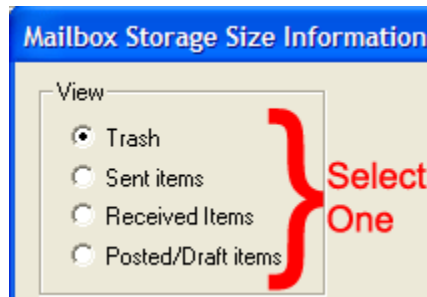 Mailbox Storage Size Information
View
Trash
Sent items
Received Items
Posted/Draft items
Select
One